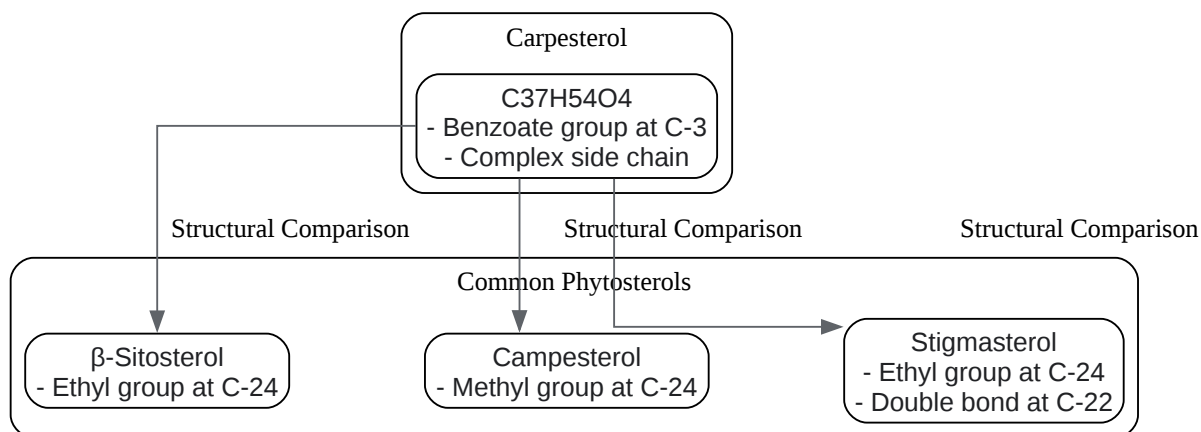 Carpesterol
C37H54O4
- Benzoate group at C-3
- Complex side chain
Structural Comparison
Structural Comparison
Structural Comparison
Common Phytosterols
β-Sitosterol
- Ethyl group at C-24
Campesterol
- Methyl group at C-24
Stigmasterol
- Ethyl group at C-24
- Double bond at C-22